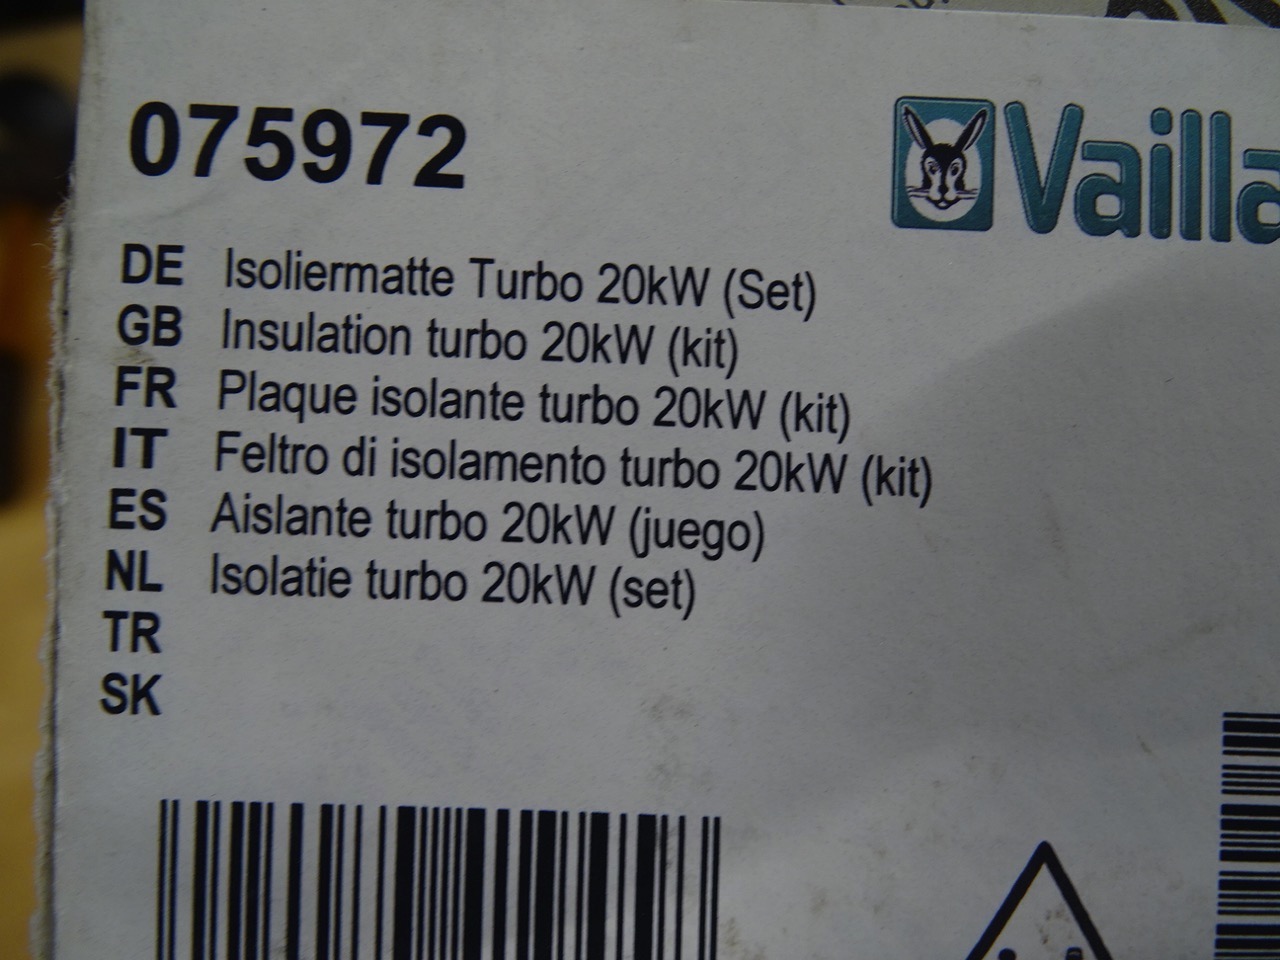 075972
Vailla
DE Isoliermatte Turbo 20kW (Set)
GB Insulation turbo 20kW (kit)
FR Plaque isolante turbo 20kW (kit)
IT Feltro di isolamento turbo 20kW (kit)
ES Aislante turbo 20kW (juego)
NL Isolatie turbo 20kW (set)
TR
SK